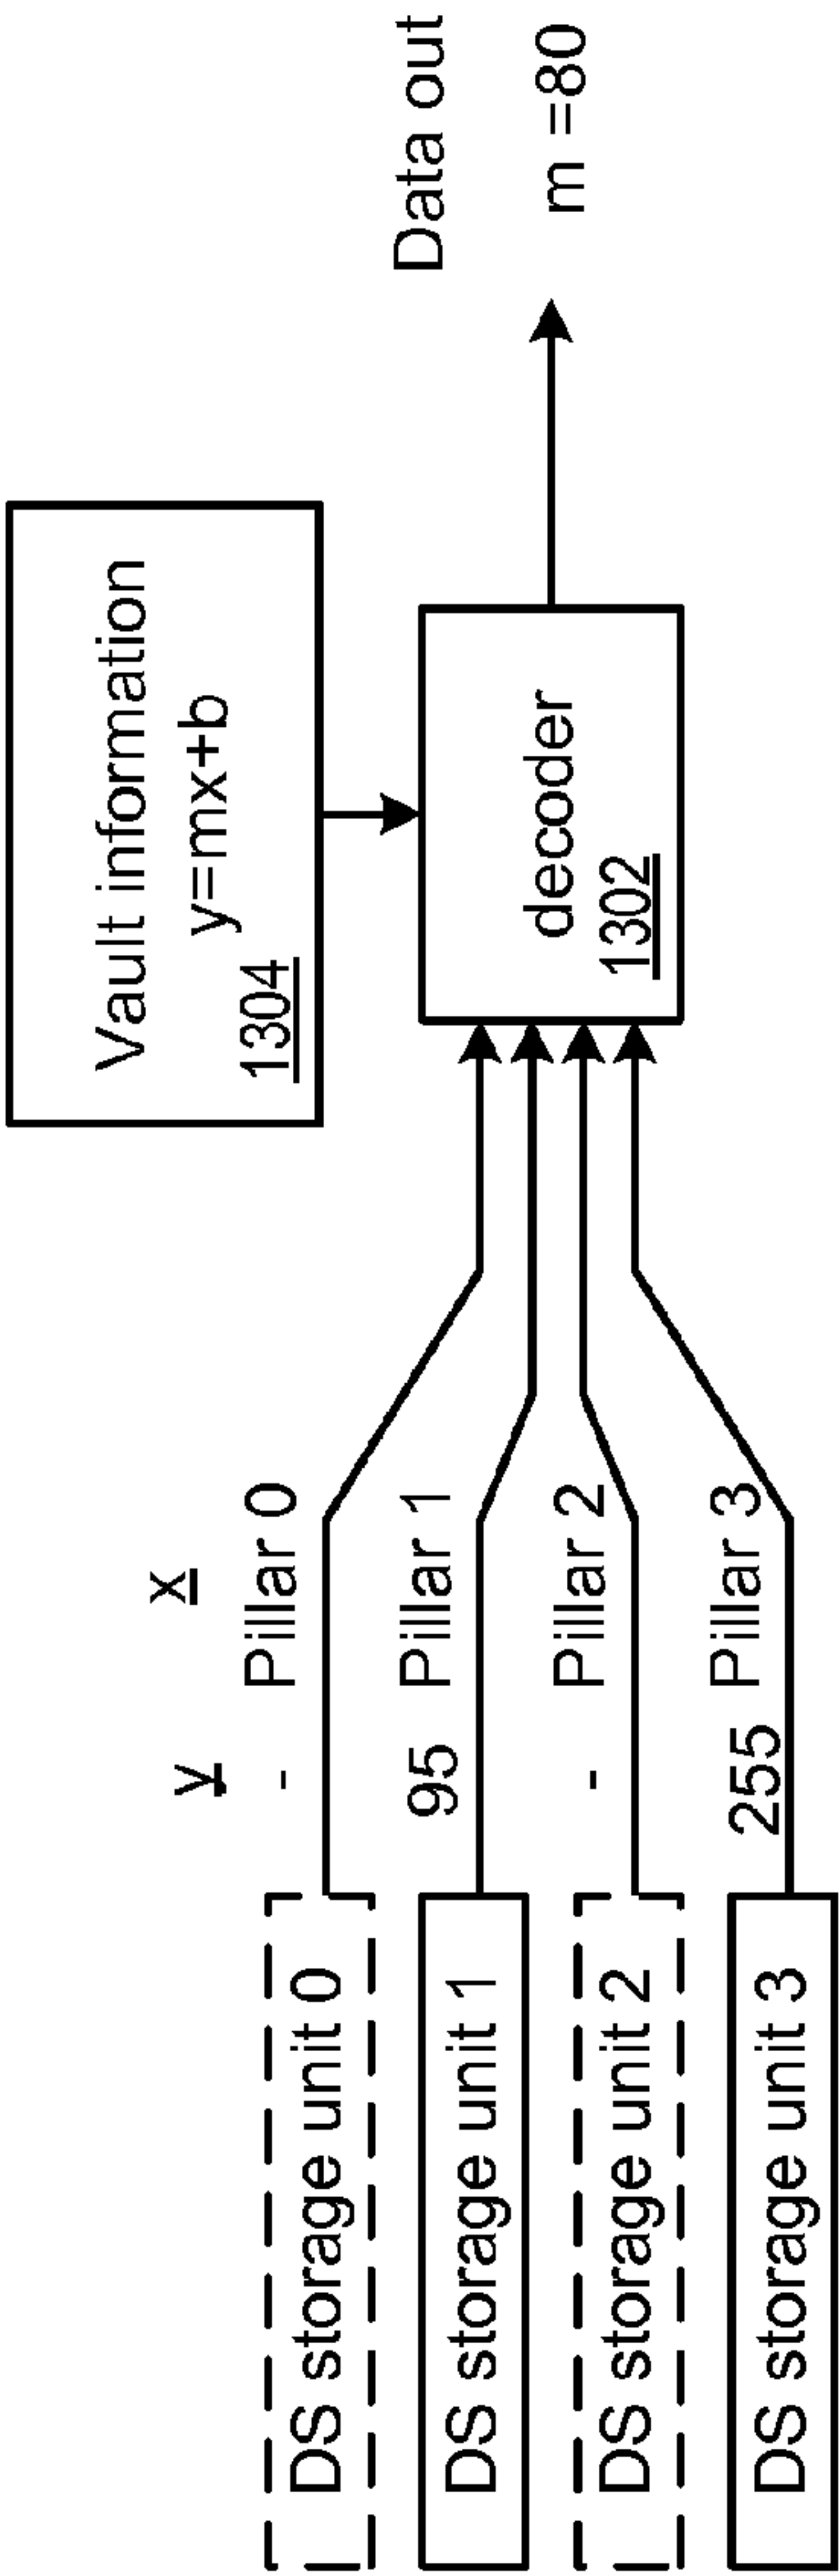 y
x
DS storage unit 0
-
Pillar 0
DS storage unit 1
95
Pillar 1
DS storage unit 2
-
Pillar 2
DS storage unit 3
255
Pillar 3
Vault information
y=mx+b
1304
decoder
1302
Data out
m =80